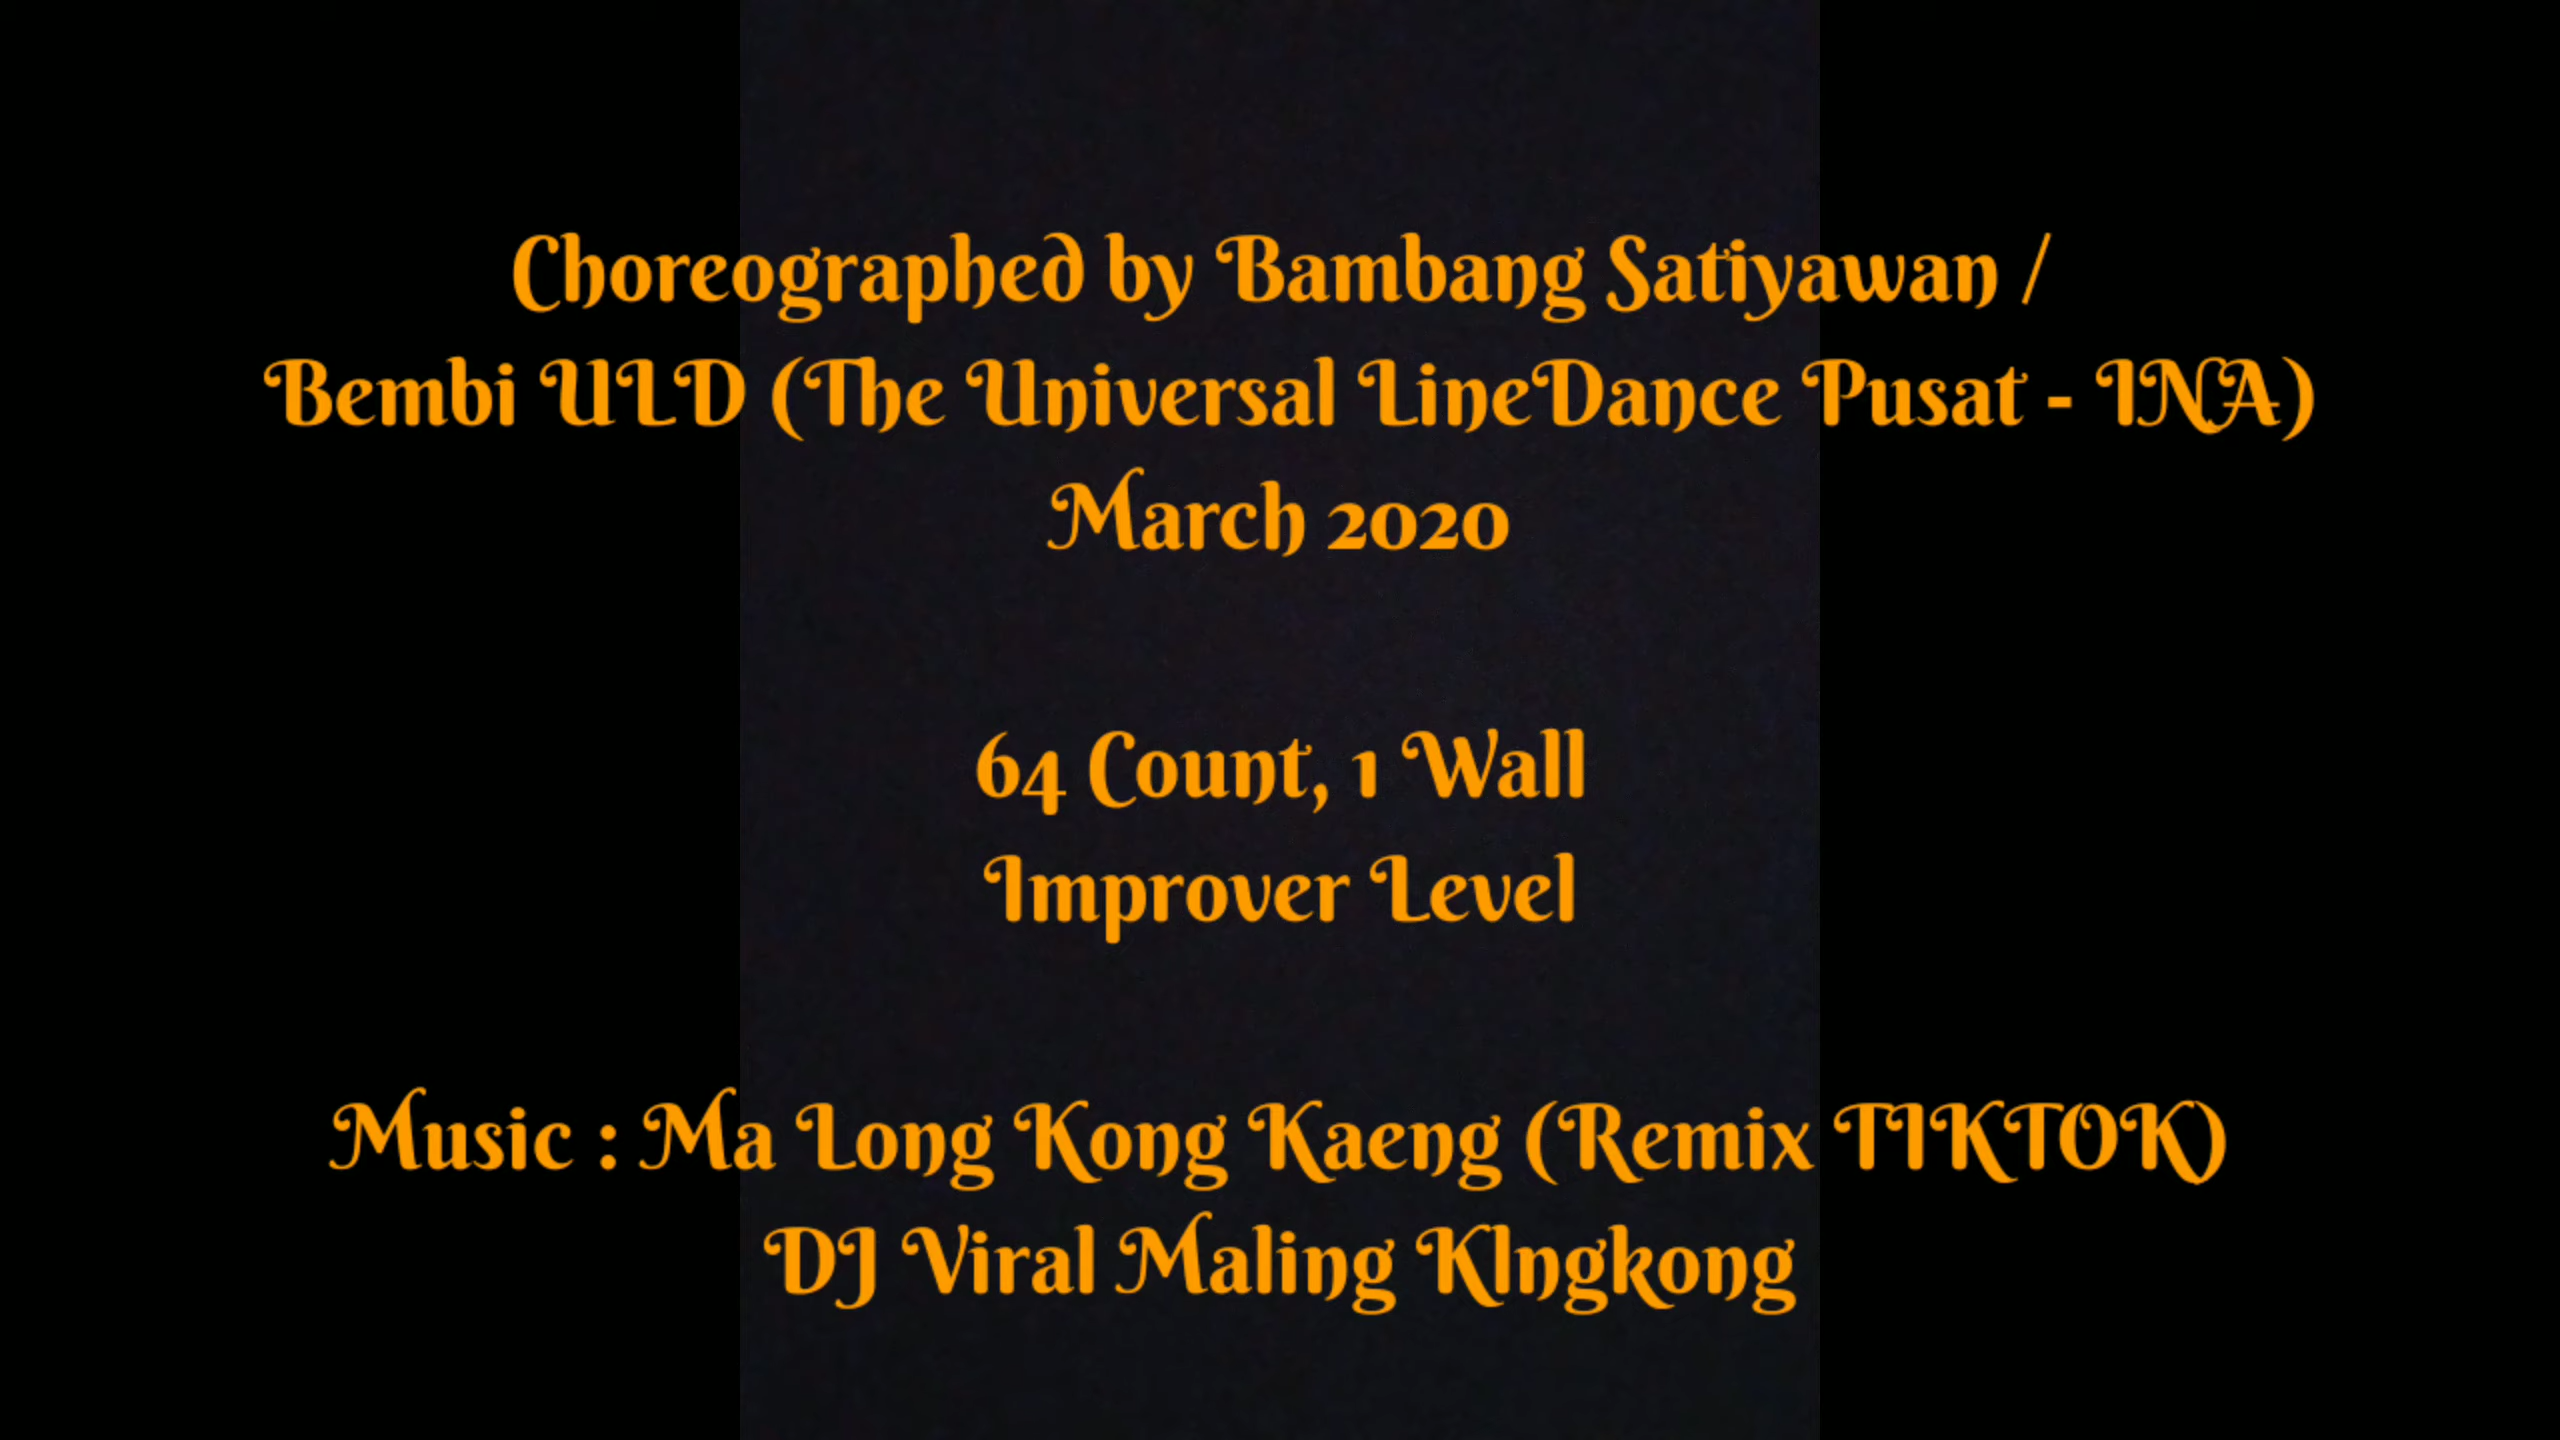 Choreographed by Bambang Satiyawan /
Bembi ULD (The Universal LineDance Pusat - INA)
March 2020
64 Count, 1 Wall
Improver Level
Music : Ma Long Kong Kaeng (Remix TIKTOK)
DJ Viral Maling KIngkong